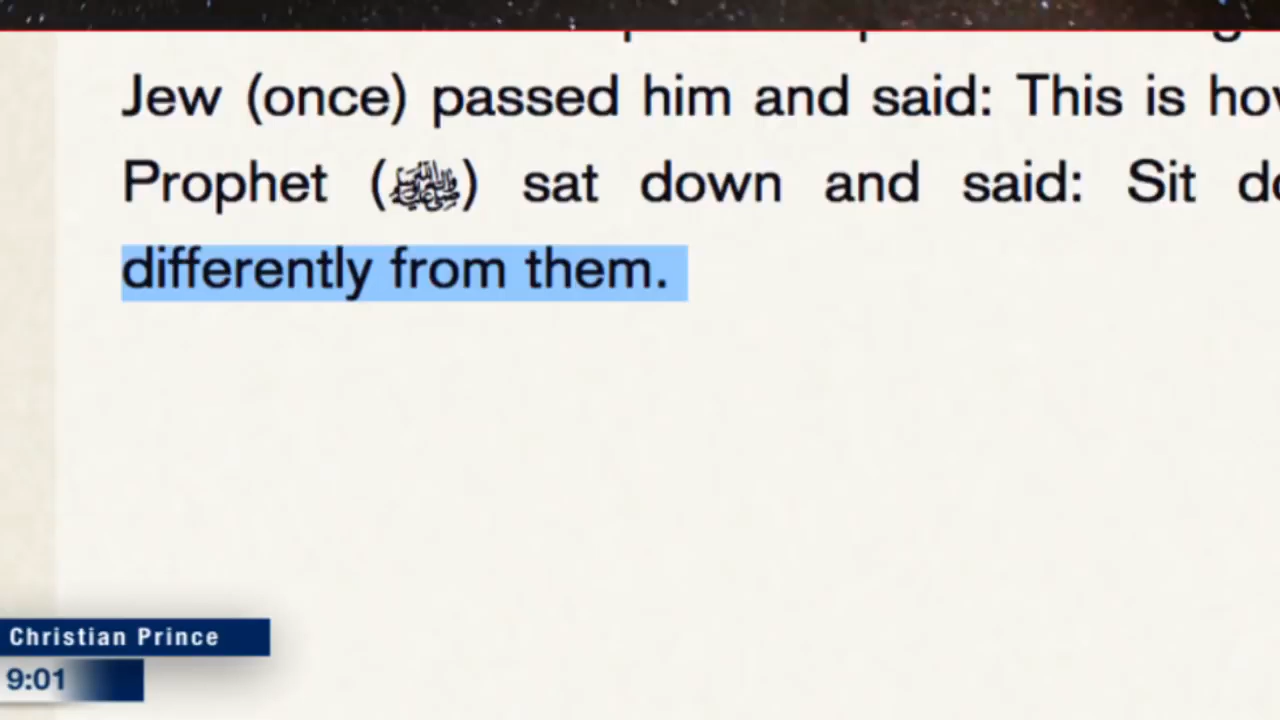 Jew (once) passed him and said: This is
Prophet (ﷺ) sat down and said: Sit
differently from them.
Christian Prince
9:01